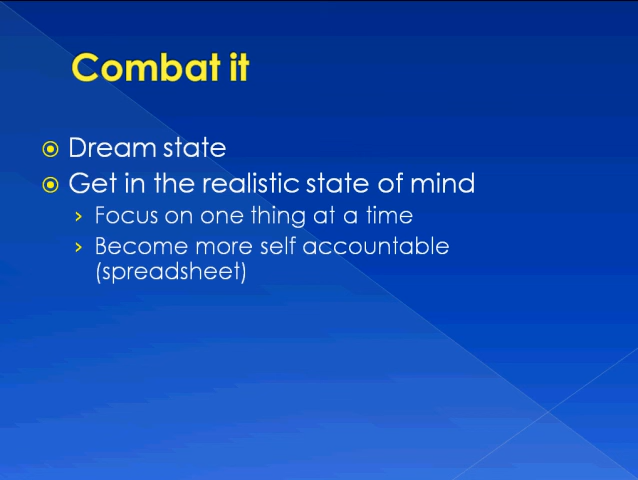 Combat it
Dream state
Get in the realistic state of mind
Focus on one thing at a time
Become more self accountable
(spreadsheet)